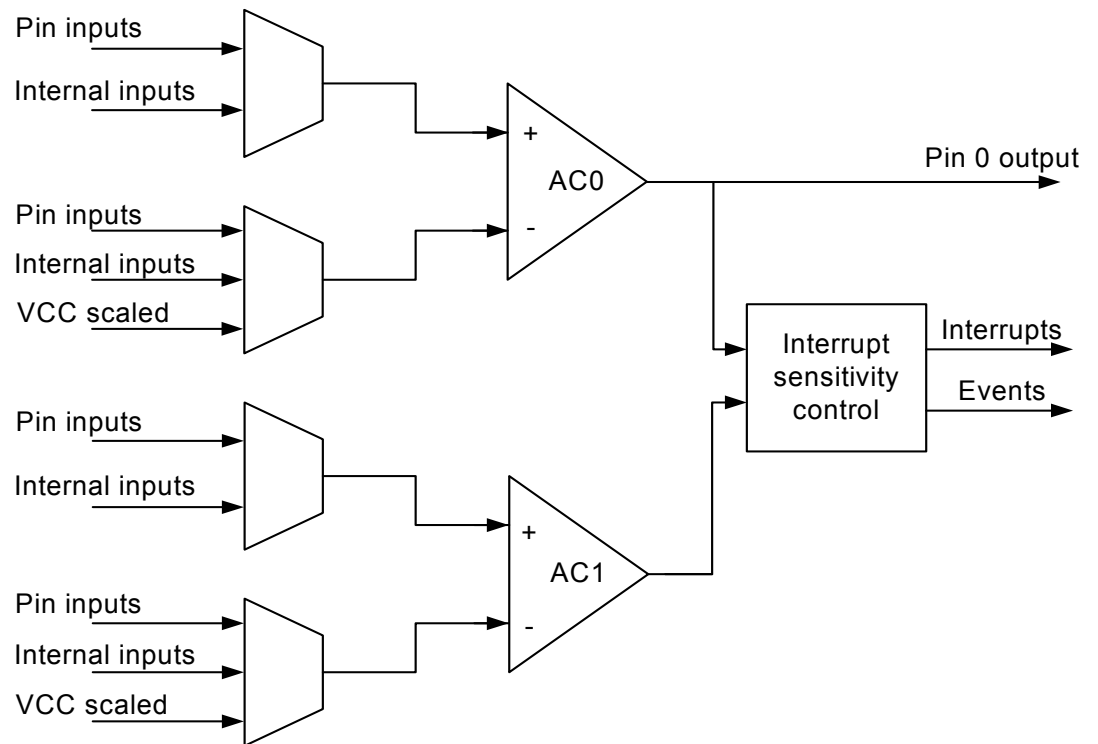 Pin inputs
Internal inputs
+
AC0
-
Pin 0 output
Pin inputs
Internal inputs
VCC scaled
Interrupt
sensitivity
control
Interrupts
Events
Pin inputs
Internal inputs
+
AC1
-
Pin inputs
Internal inputs
VCC scaled